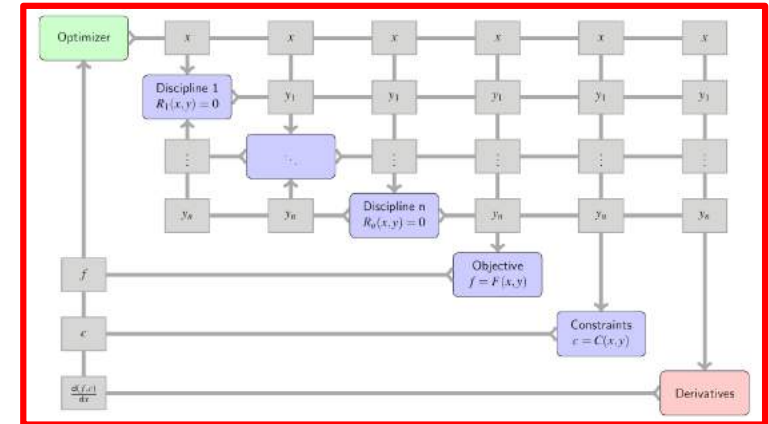 Optimizer x x x x x x
Discipline 1 y₁ y₁ y₁ y₁ y₁
R₁(x, y) = 0
⋮ ⋱ ⋮ ⋮ ⋮ ⋮
Discipline n
yₙ yₙ yₙ yₙ yₙ
Rₙ(x, y) = 0
Objective
f
f = F(x, y)
Constraints
c
c = C(x, y)
d(f,c)
dx
Derivatives